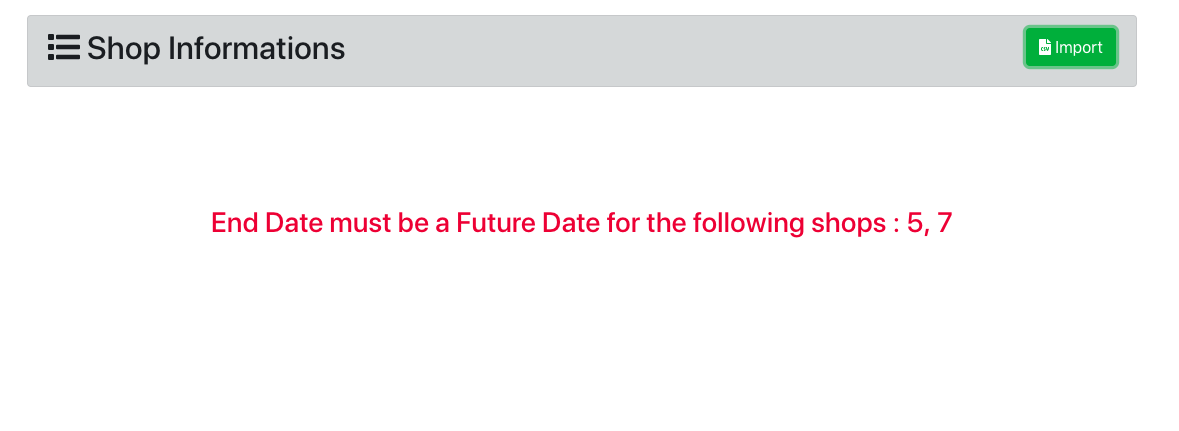 Shop Informations
Import
End Date must be a Future Date for the following shops : 5, 7